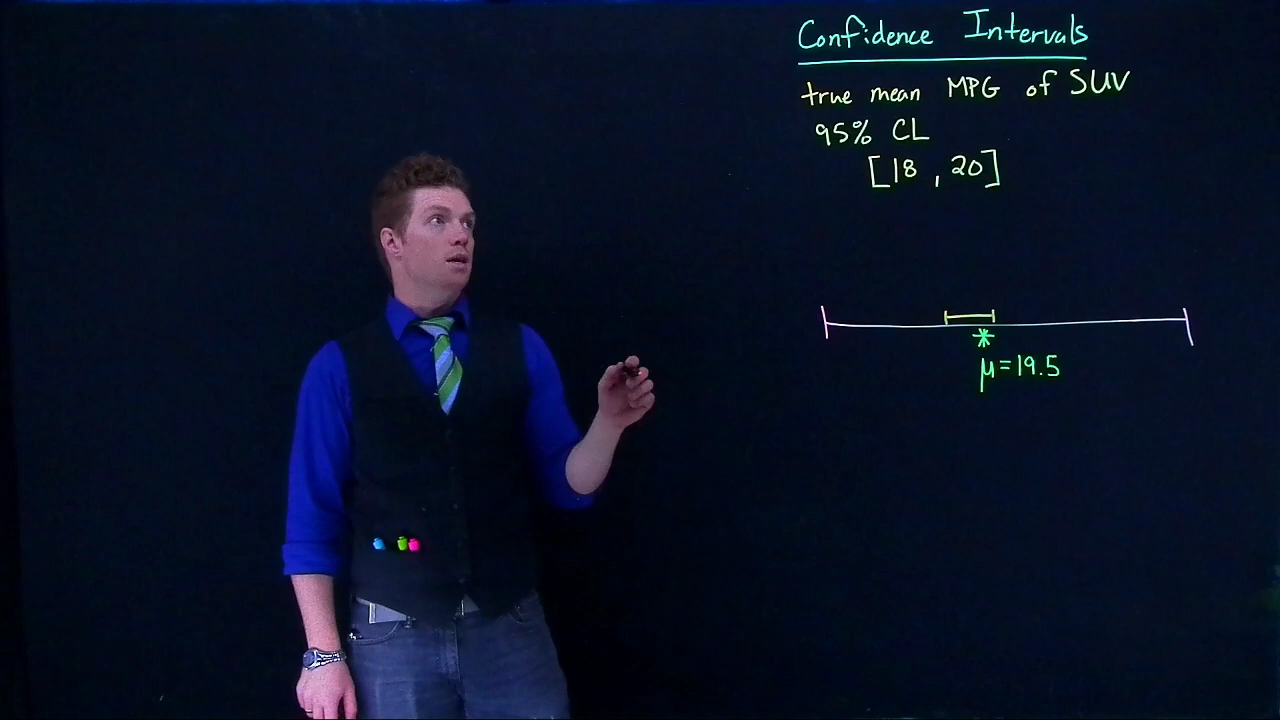 Confidence Intervals
true mean MPG of SUV
95% CL
[18 , 20]
μ=19.5